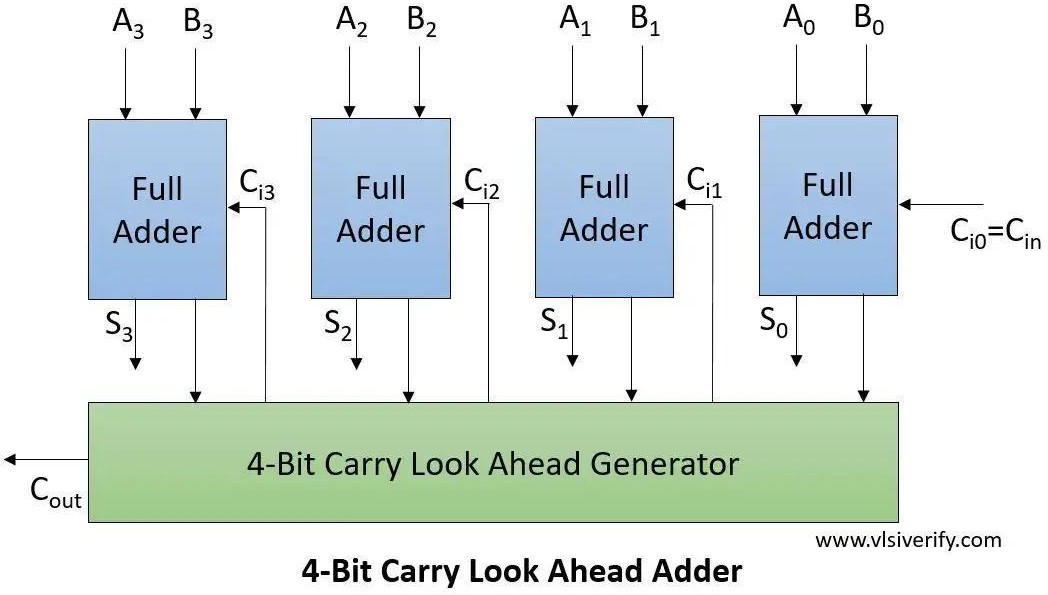 A3 B3 A2 B2 A1 B1 A0 B0
Full Adder Ci3 Full Adder Ci2 Full Adder Ci1 Full Adder
Ci0=Cin
S3 S2 S1 S0
4-Bit Carry Look Ahead Generator
Cout
www.vlsiverify.com
4-Bit Carry Look Ahead Adder